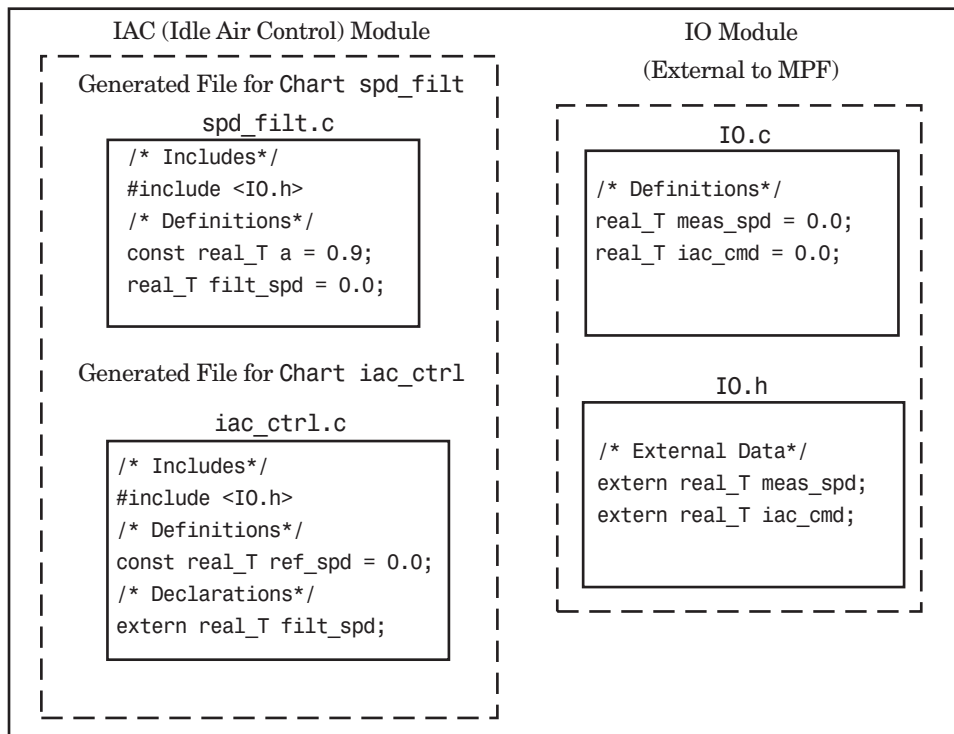 IAC (Idle Air Control) Module
Generated File for Chart spd_filt
spd_filt.c
/* Includes*/
#include <IO.h>
/* Definitions*/
const real_T a = 0.9;
real_T filt_spd = 0.0;
Generated File for Chart iac_ctrl
iac_ctrl.c
/* Includes*/
#include <IO.h>
/* Definitions*/
const real_T ref_spd = 0.0;
/* Declarations*/
extern real_T filt_spd;
IO Module
(External to MPF)
IO.c
/* Definitions*/
real_T meas_spd = 0.0;
real_T iac_cmd = 0.0;
IO.h
/* External Data*/
extern real_T meas_spd;
extern real_T iac_cmd;